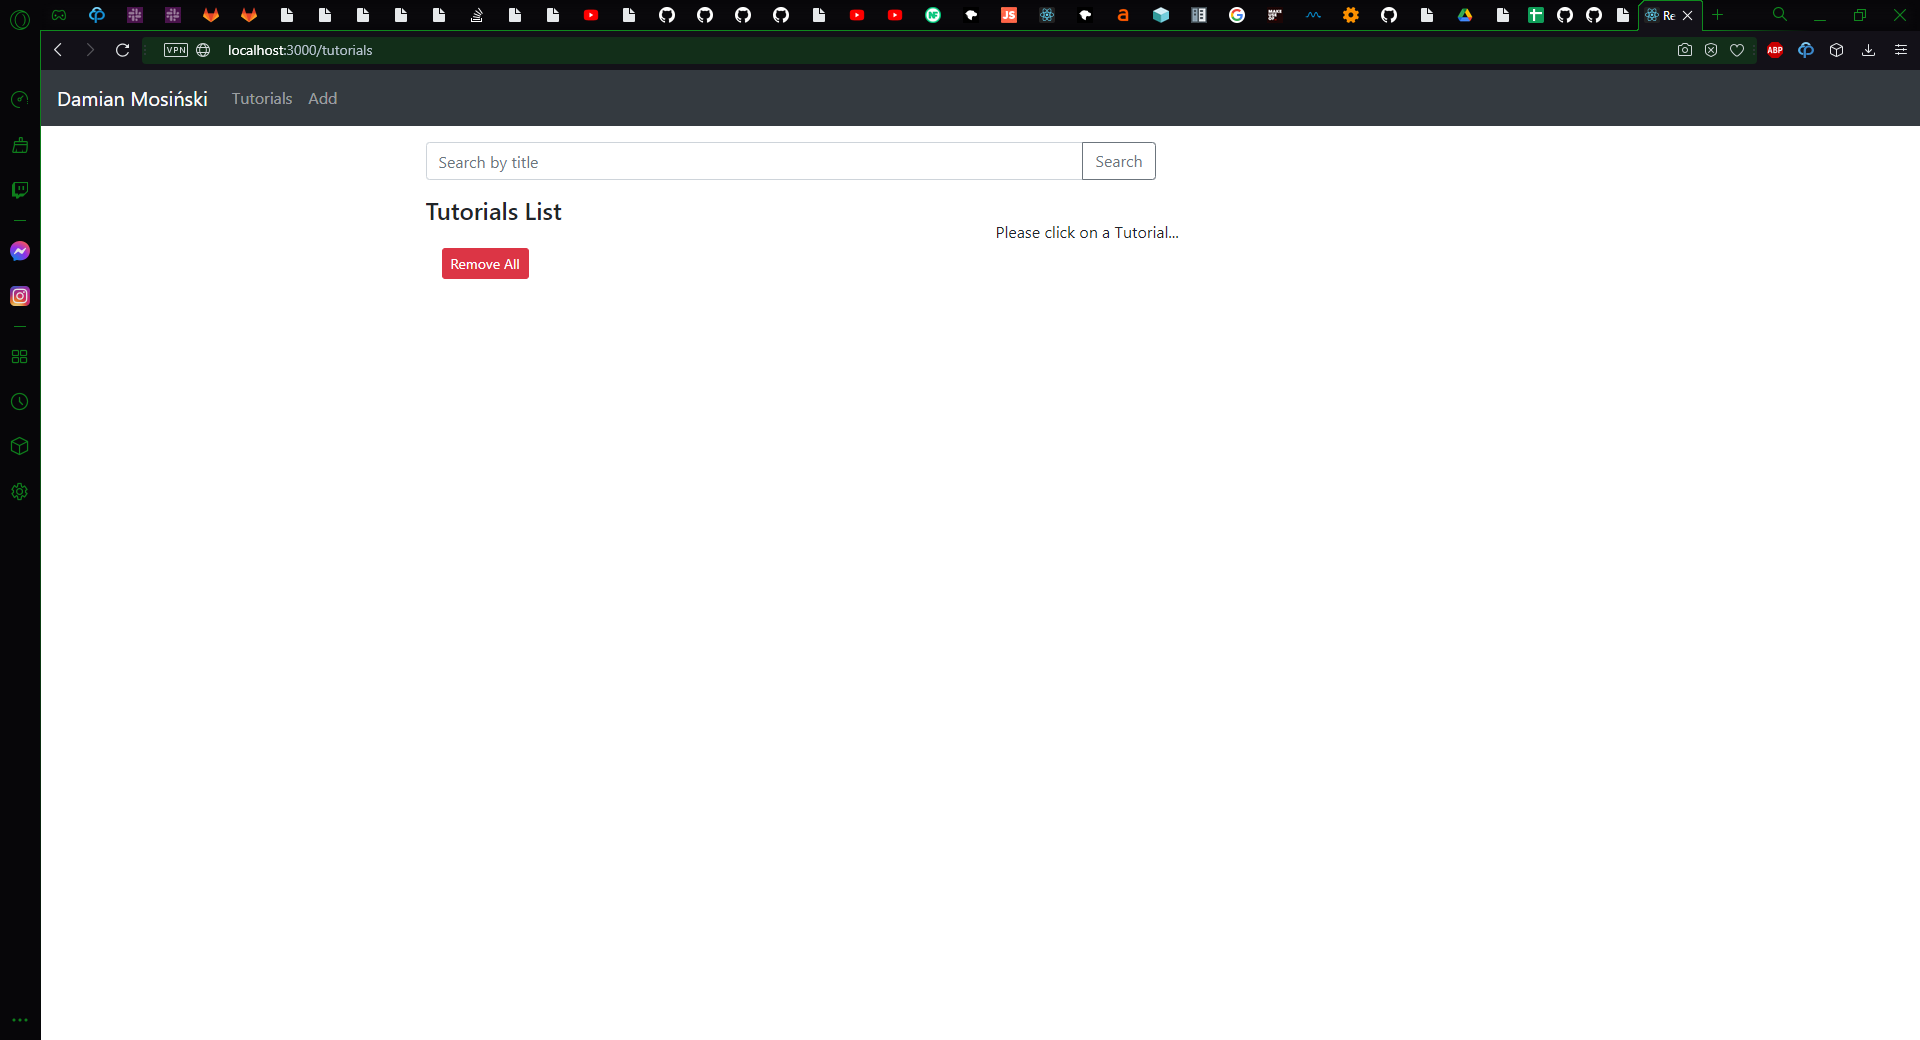 Re
VPN
localhost:3000/tutorials
ABP
Damian Mosiński Tutorials Add
Search by title Search
Tutorials List
Please click on a Tutorial...
Remove All